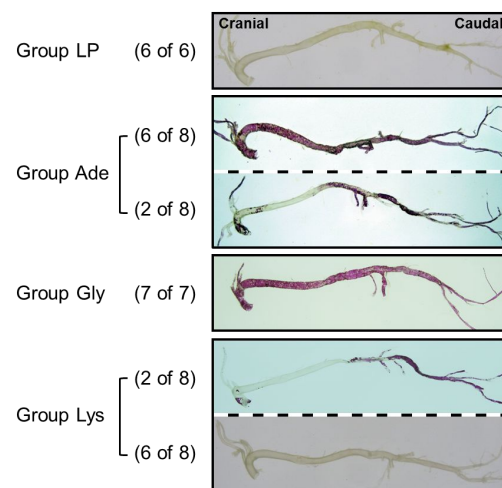 Cranial Caudal
Group LP (6 of 6)
(6 of 8)
Group Ade
(2 of 8)
Group Gly (7 of 7)
(2 of 8)
Group Lys
(6 of 8)